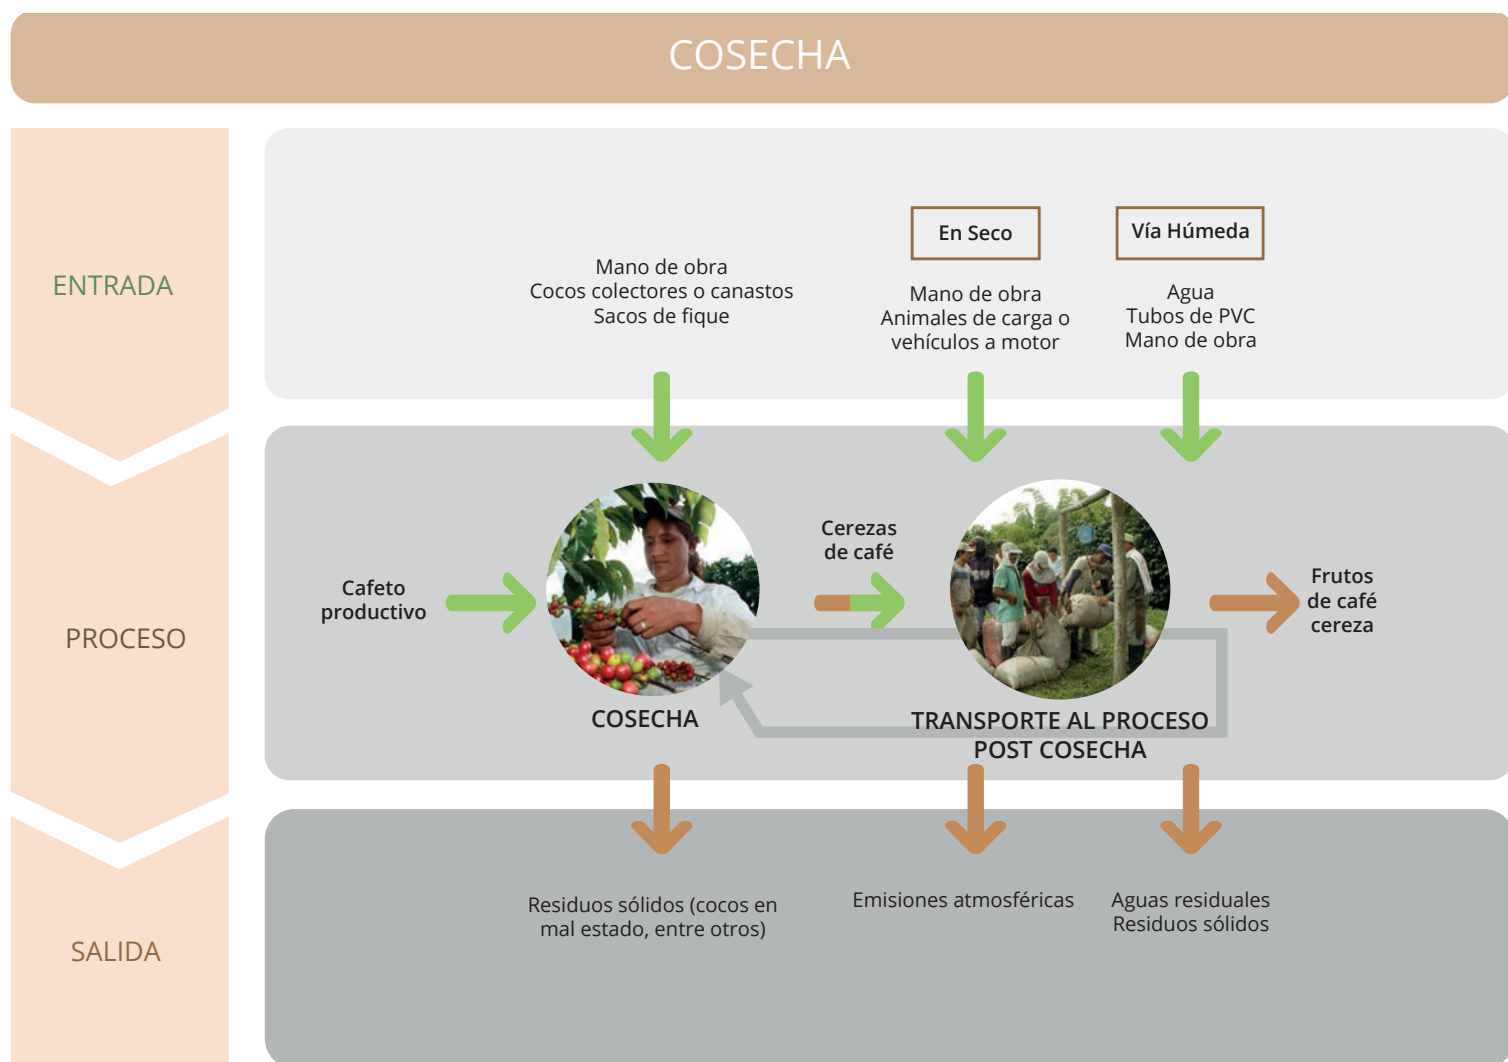 COSECHA
ENTRADA
Mano de obra
Cocos colectores o canastos
Sacos de fique
En Seco
Mano de obra
Animales de carga o
vehículos a motor
Vía Húmeda
Agua
Tubos de PVC
Mano de obra
PROCESO
Cafeto
productivo
COSECHA
Cerezas
de café
TRANSPORTE AL PROCESO
POST COSECHA
Frutos
de café
cereza
SALIDA
Residuos sólidos (cocos en
mal estado, entre otros)
Emisiones atmosféricas
Aguas residuales
Residuos sólidos